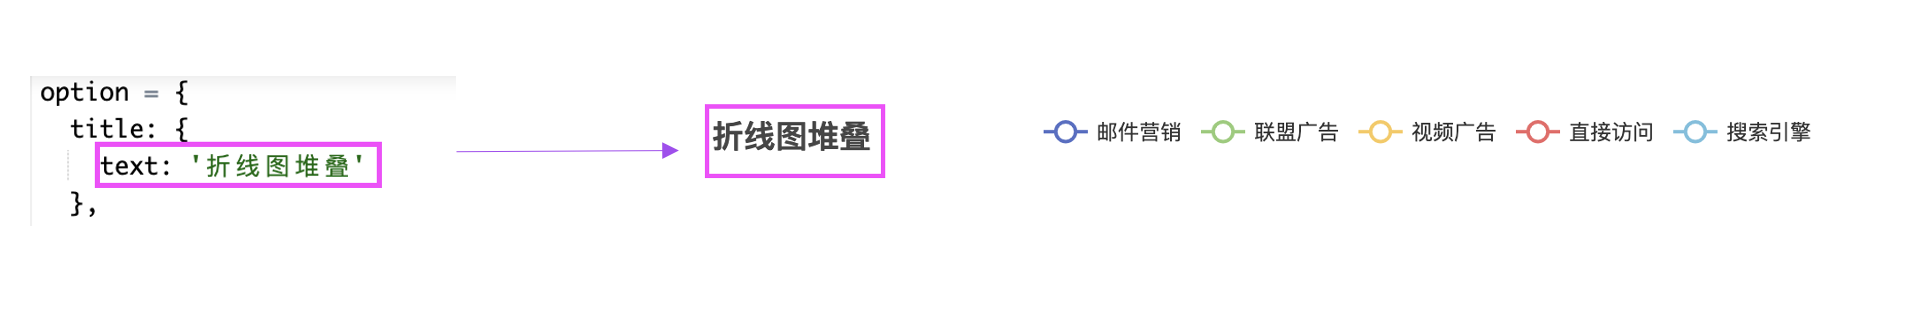 option = {
title: {
text: '折线图堆叠'
},
折线图堆叠
邮件营销 联盟广告 视频广告 直接访问 搜索引擎